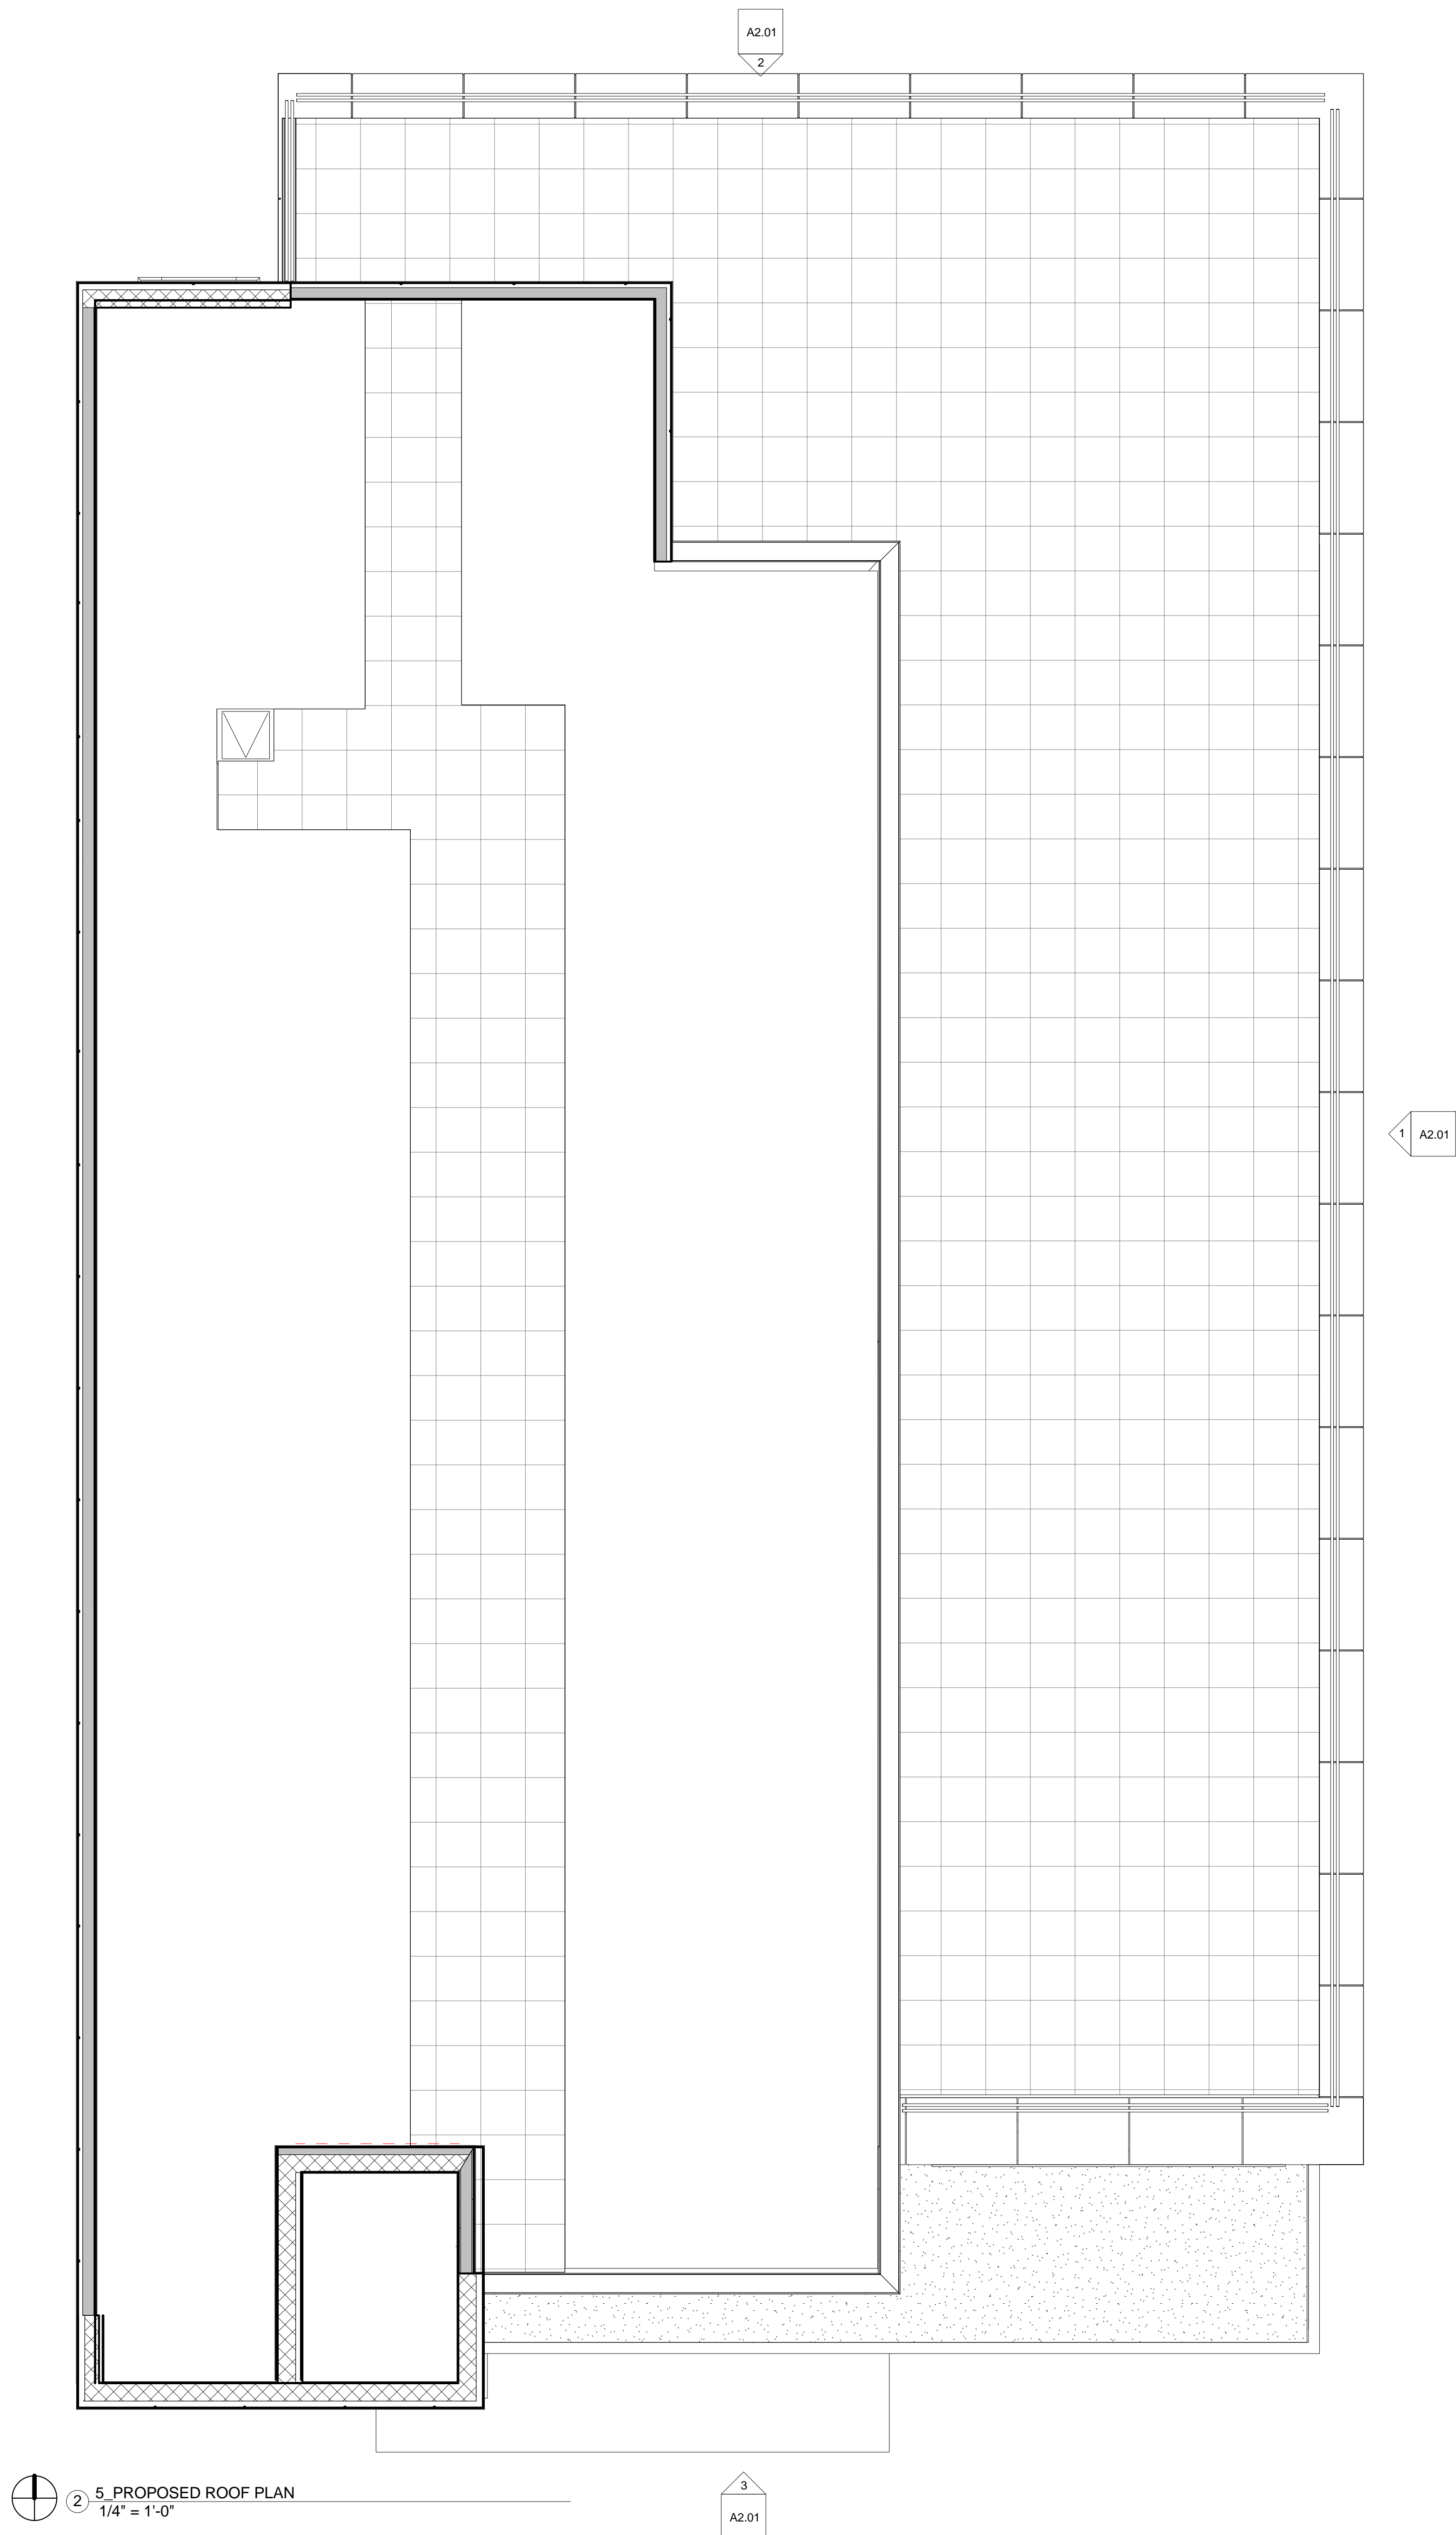 A2.01
2
1
A2.01
2
5_PROPOSED ROOF PLAN
1/4" = 1'-0"
3
A2.01